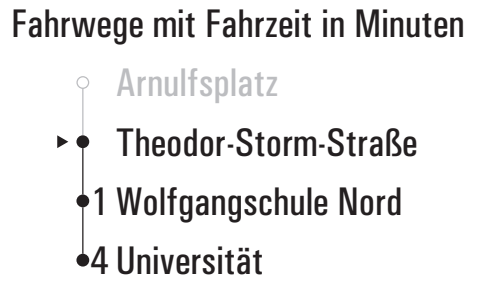 Fahrwege mit Fahrzeit in Minuten
Arnulfsplatz
Theodor-Storm-Straße
1 Wolfgangschule Nord
4 Universität